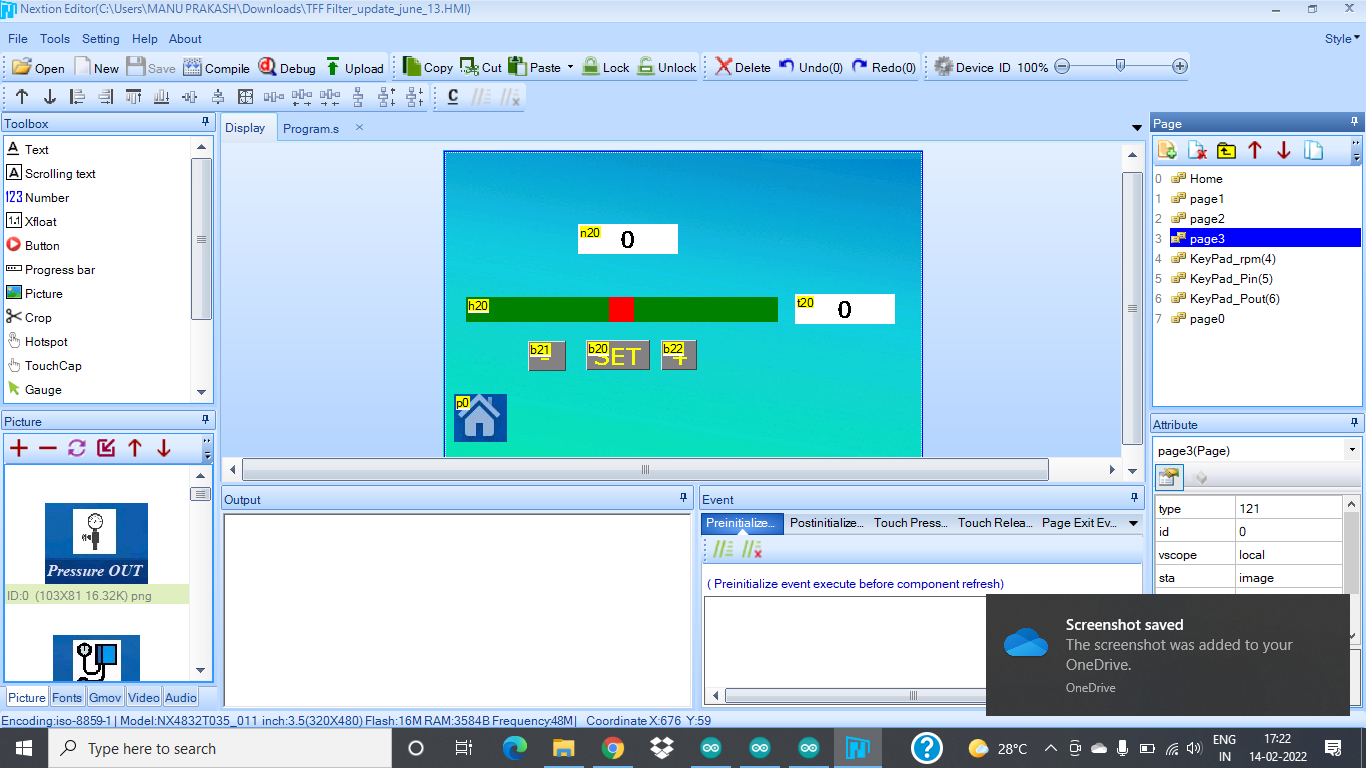 Nextion Editor(C:\Users\MANU PRAKASH\Downloads\TFF Filter_update_june_13.HMI)
File Tools Setting Help About Style
Open New Save Compile Debug Upload Copy Cut Paste Lock Unlock Delete Undo(0) Redo(0) Device ID 100%
C
Toolbox
Text
Scrolling text
Number
Xfloat
Button
Progress bar
Picture
Crop
Hotspot
TouchCap
Gauge
Picture
Pressure OUT
ID:0 (103X81 16.32K) png
Picture Fonts Gmov Video Audio
Display Program.s
n20 0
h20
t20 0
b21 -
b20 SET
b22 +
p0
Output
Event
Preinitialize... Postinitialize... Touch Press... Touch Relea... Page Exit Ev...
( Preinitialize event execute before component refresh)
Page
0 Home
1 page1
2 page2
3 page3
4 KeyPad_rpm(4)
5 KeyPad_Pin(5)
6 KeyPad_Pout(6)
7 page0
Attribute
page3(Page)
type 121
id 0
vscope local
sta image
Screenshot saved
The screenshot was added to your
OneDrive.
OneDrive
Encoding:iso-8859-1 | Model:NX4832T035_011 inch:3.5(320X480) Flash:16M RAM:3584B Frequency48M| Coordinate X:676 Y:59
Type here to search
28°C
ENG
IN
17:22
14-02-2022